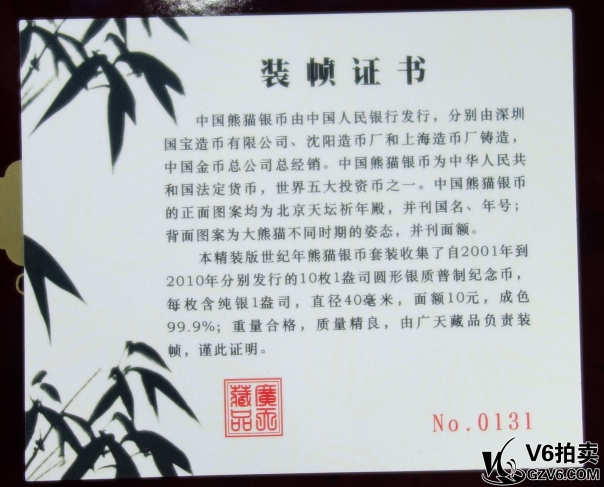 装帧证书
中国熊猫银币由中国人民银行发行，分别由深圳
国宝造币有限公司、沈阳造币厂和上海造币厂铸造，
中国金币总公司总经销。中国熊猫银币为中华人民共
和国法定货币，世界五大投资币之一。中国熊猫银币
的正面图案均为北京天坛祈年殿，并刊国名、年号；
背面图案为大熊猫不同时期的姿态，并刊面额。
本精装版世纪年熊猫银币套装收集了自2001年到
2010年分别发行的10枚1盎司圆形银质普制纪念币，
每枚含纯银1盎司，直径40毫米，面额10元，成色
99.9%；重量合格，质量精良，由广天藏品负责装
帧，谨此证明。
廣天
藏品
No.0131
V6拍卖
GZV6.COM